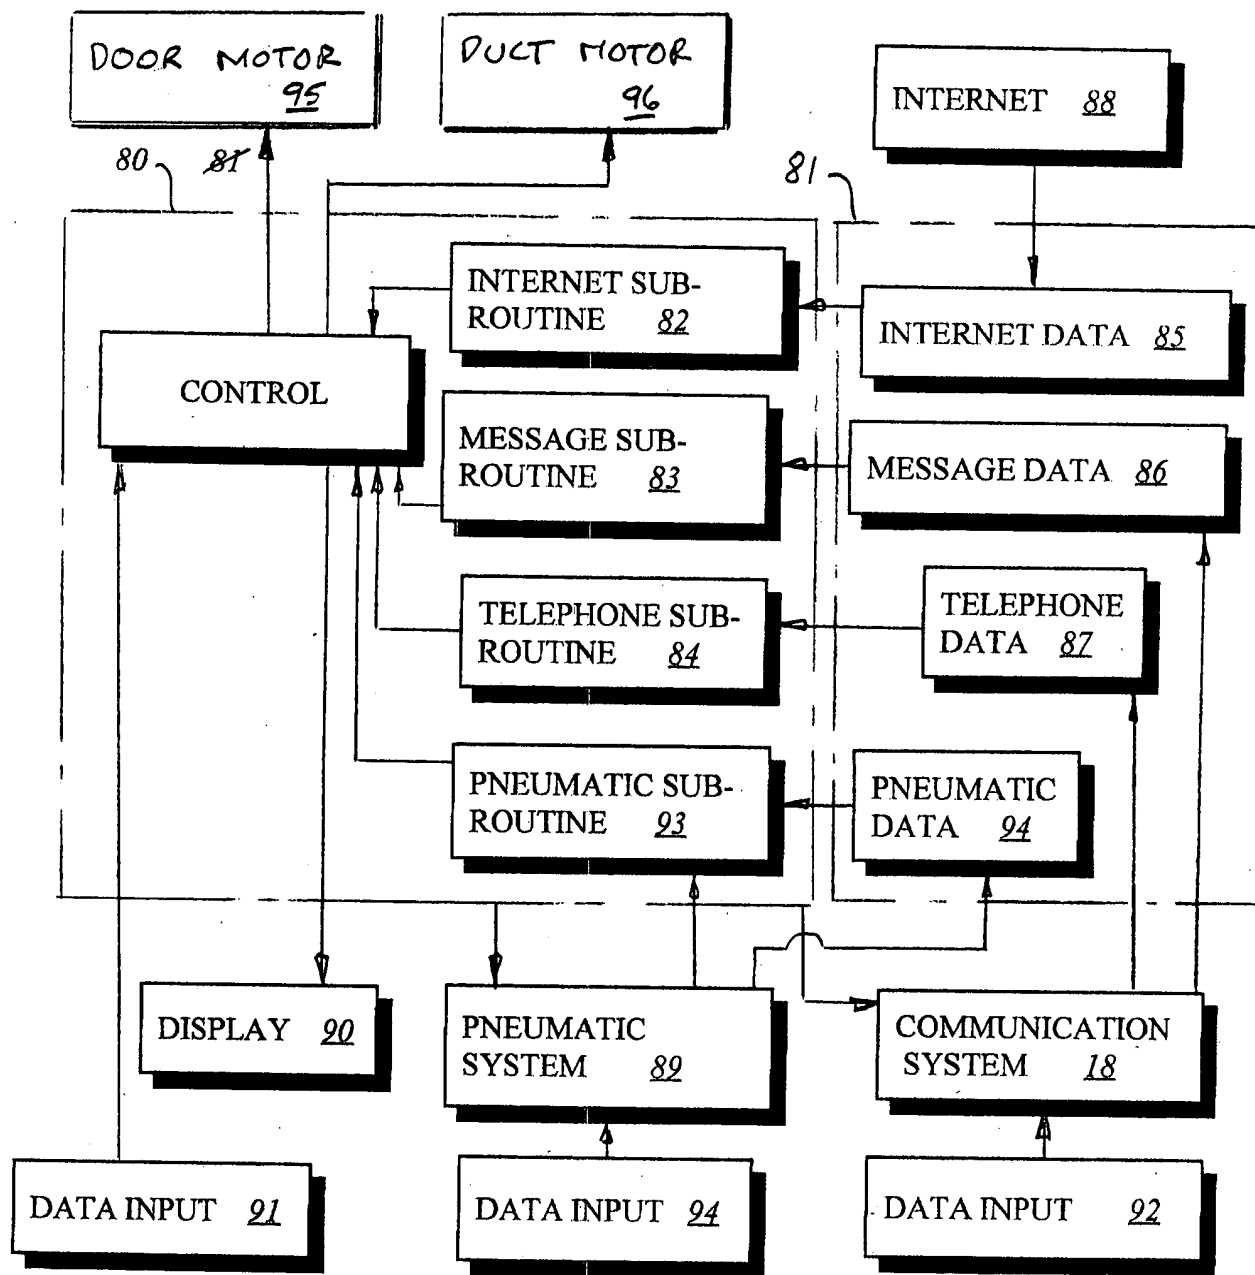 DOOR MOTOR
95
DUCT MOTOR
96
INTERNET 88
80
81
81
INTERNET SUB-
ROUTINE 82
INTERNET DATA 85
CONTROL
MESSAGE SUB-
ROUTINE 83
MESSAGE DATA 86
TELEPHONE SUB-
ROUTINE 84
TELEPHONE
DATA 87
PNEUMATIC SUB-
ROUTINE 93
PNEUMATIC
DATA 94
DISPLAY 90
PNEUMATIC
SYSTEM 89
COMMUNICATION
SYSTEM 18
DATA INPUT 91
DATA INPUT 94
DATA INPUT 92